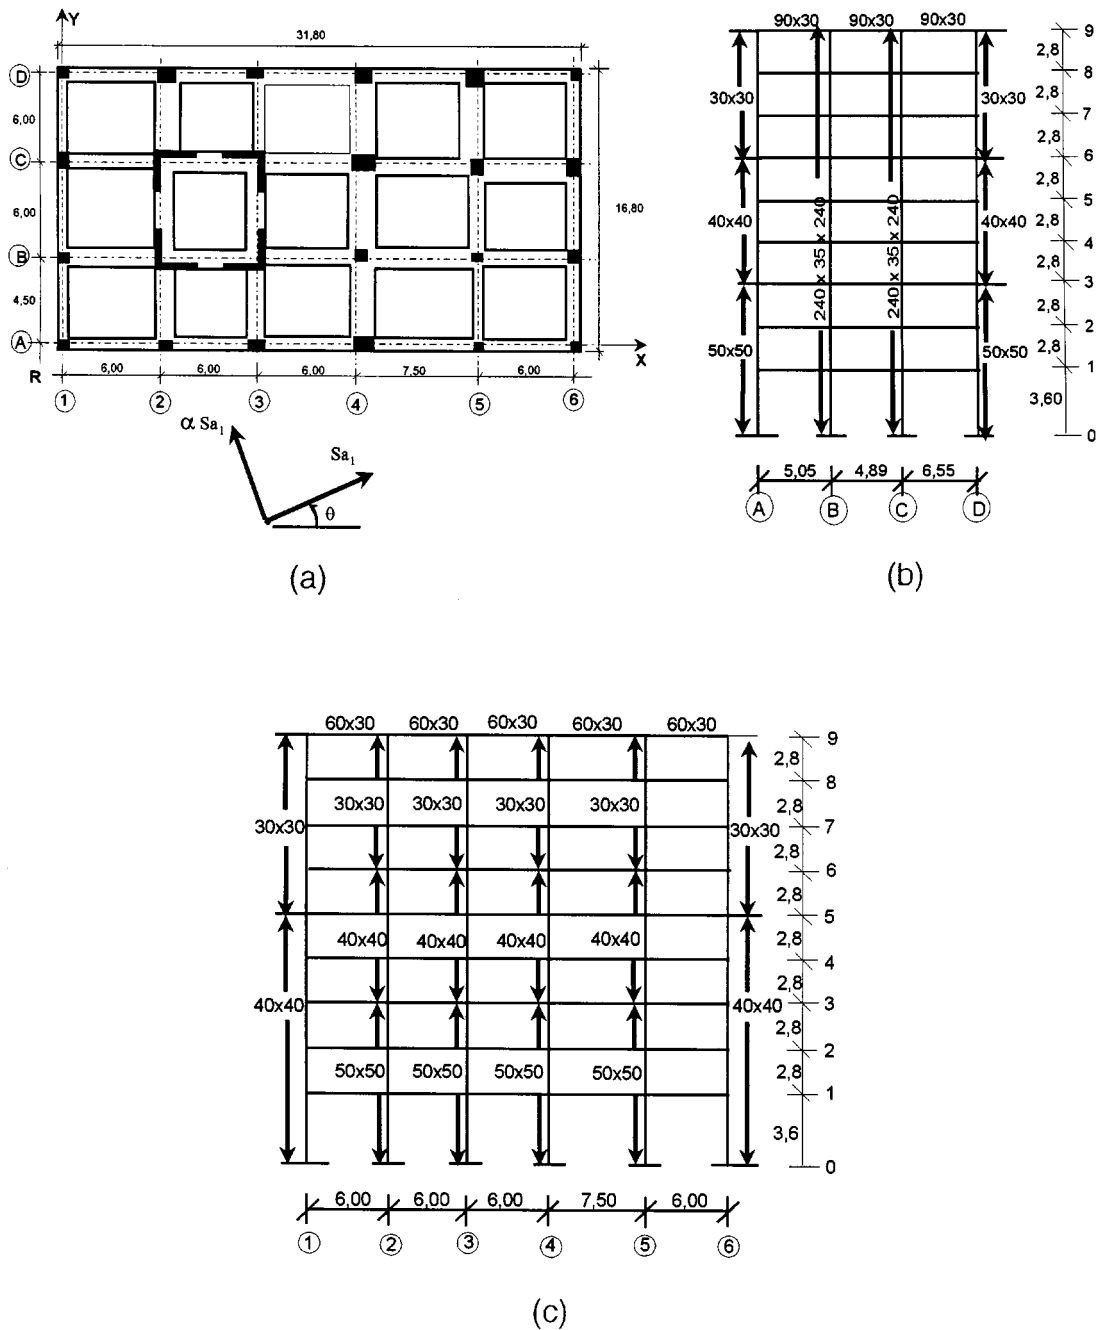 Y
31,80
D
6,00
C
6,00
B
4,50
A
16,80
X
R
6,00 6,00 6,00 7,50 6,00
1 2 3 4 5 6
α Sa₁
Sa₁
θ
(a)
90x30 90x30 90x30
9
2,8
8
30x30 30x30
2,8
7
2,8
6
2,8
5
40x40 40x40
240 x 35 x 240
240 x 35 x 240
2,8
4
2,8
3
2,8
2
50x50 50x50
2,8
1
3,60
0
5,05 4,89 6,55
A B C D
(b)
60x30 60x30 60x30 60x30 60x30
9
2,8
8
30x30 30x30 30x30 30x30
2,8
30x30 30x30
7
2,8
6
2,8
5
40x40 40x40 40x40 40x40
2,8
4
2,8
40x40 40x40
3
2,8
2
50x50 50x50 50x50 50x50
2,8
1
3,6
0
6,00 6,00 6,00 7,50 6,00
1 2 3 4 5 6
(c)